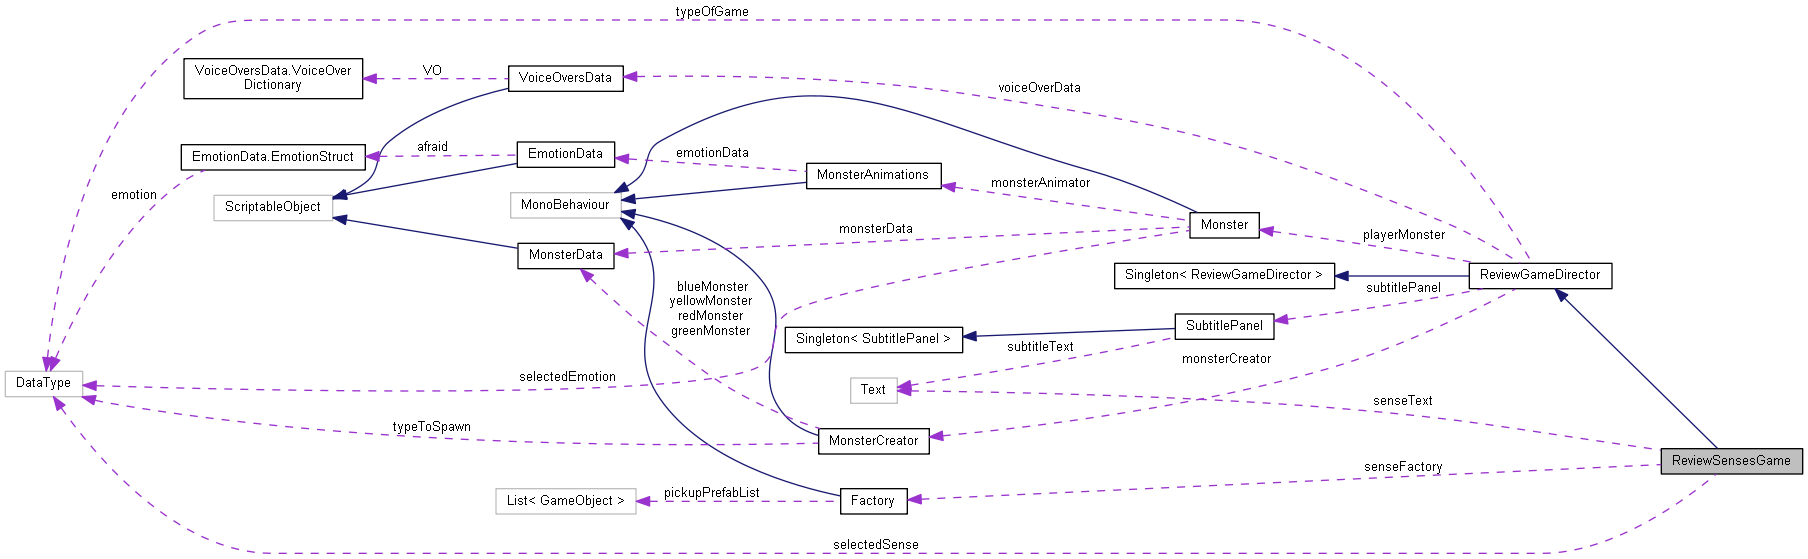 typeOfGame
VoiceOversData.VoiceOver
Dictionary
VO
VoiceOversData
voiceOverData
EmotionData.EmotionStruct
afraid
EmotionData
emotionData
MonsterAnimations
monsterAnimator
emotion
ScriptableObject
MonoBehaviour
Monster
playerMonster
monsterData
MonsterData
Singleton< ReviewGameDirector >
ReviewGameDirector
blueMonster
yellowMonster
redMonster
greenMonster
subtitlePanel
SubtitlePanel
Singleton< SubtitlePanel >
subtitleText
monsterCreator
DataType
selectedEmotion
Text
senseText
typeToSpawn
MonsterCreator
ReviewSensesGame
senseFactory
List< GameObject >
pickupPrefabList
Factory
selectedSense